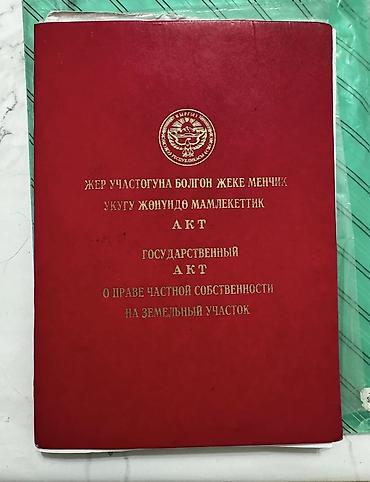 ЖЕР УЧАСТОГУНА БОЛГОН ЖЕКЕ МЕНЧИК
УКУГУ ЖӨНҮНДӨ МАМЛЕКЕТТИК
АКТ
ГОСУДАРСТВЕННЫЙ
АКТ
О ПРАВЕ ЧАСТНОЙ СОБСТВЕННОСТИ
НА ЗЕМЕЛЬНЫЙ УЧАСТОК